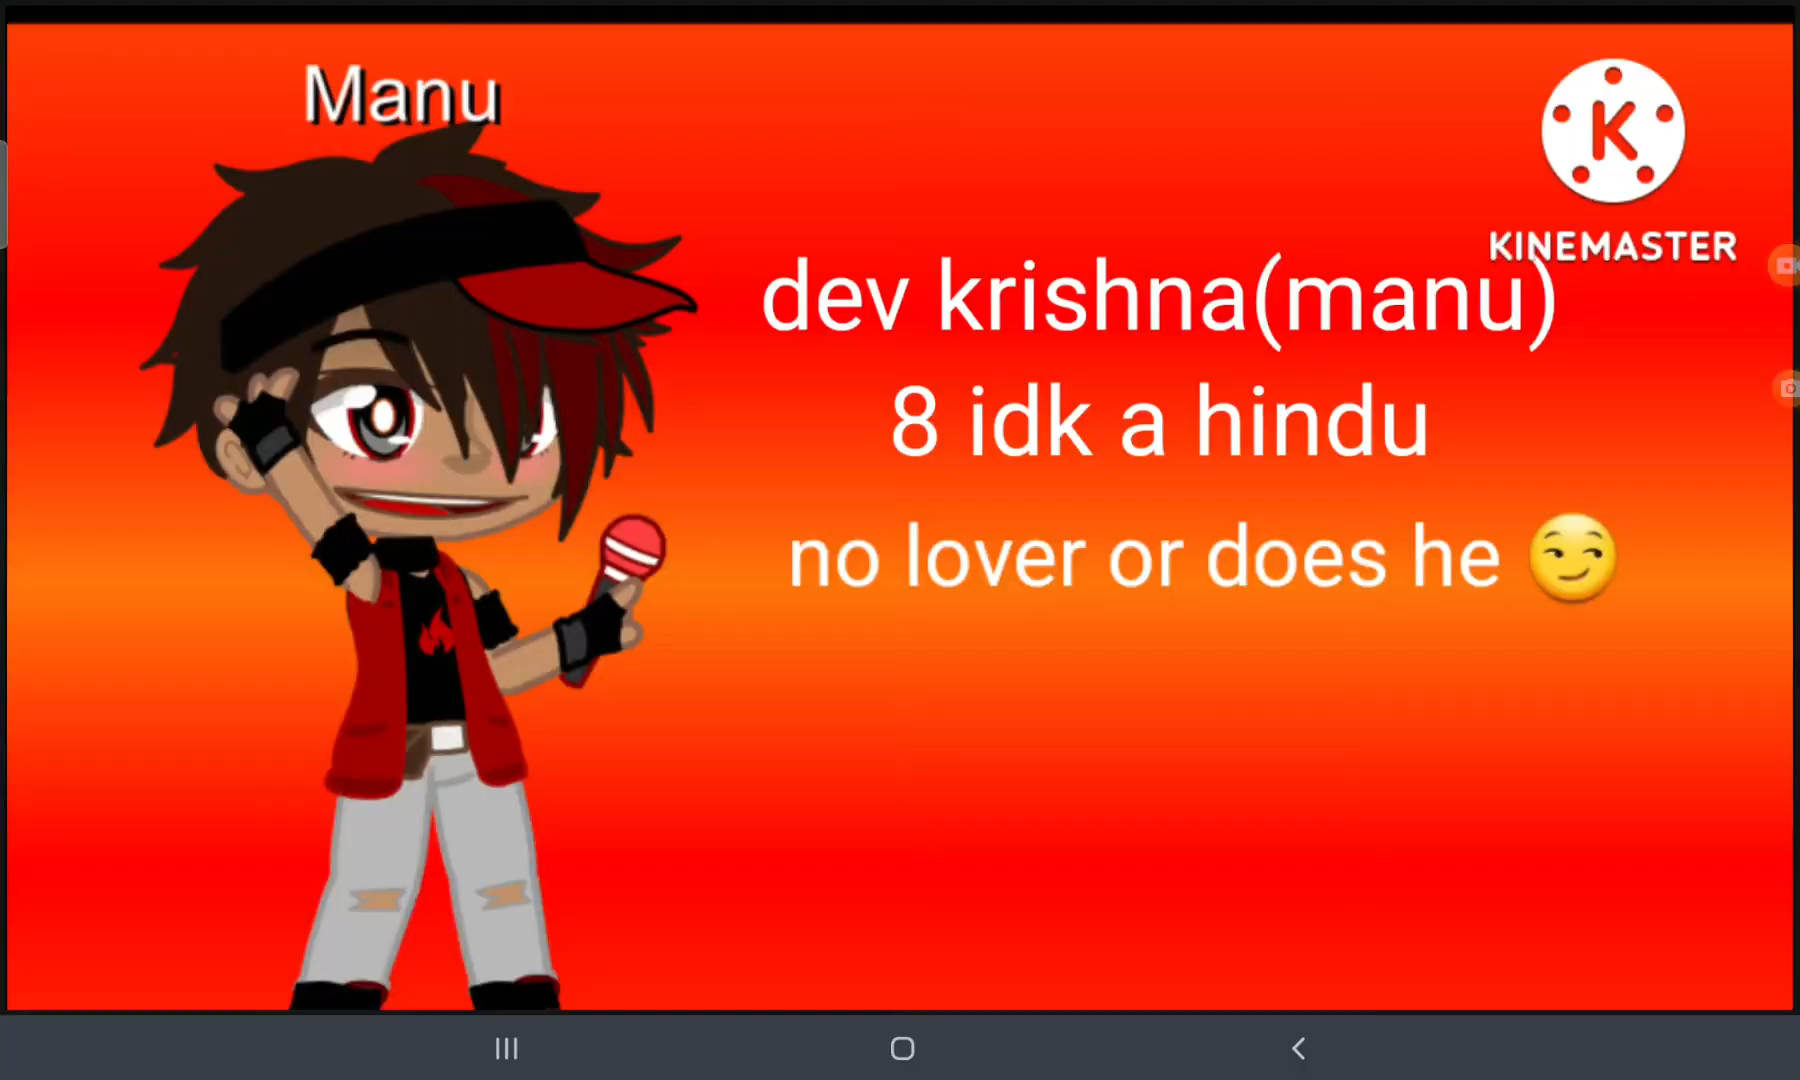 Manu
K
KINEMASTER
dev krishna(manu)
8 idk a hindu
no lover or does he 😏